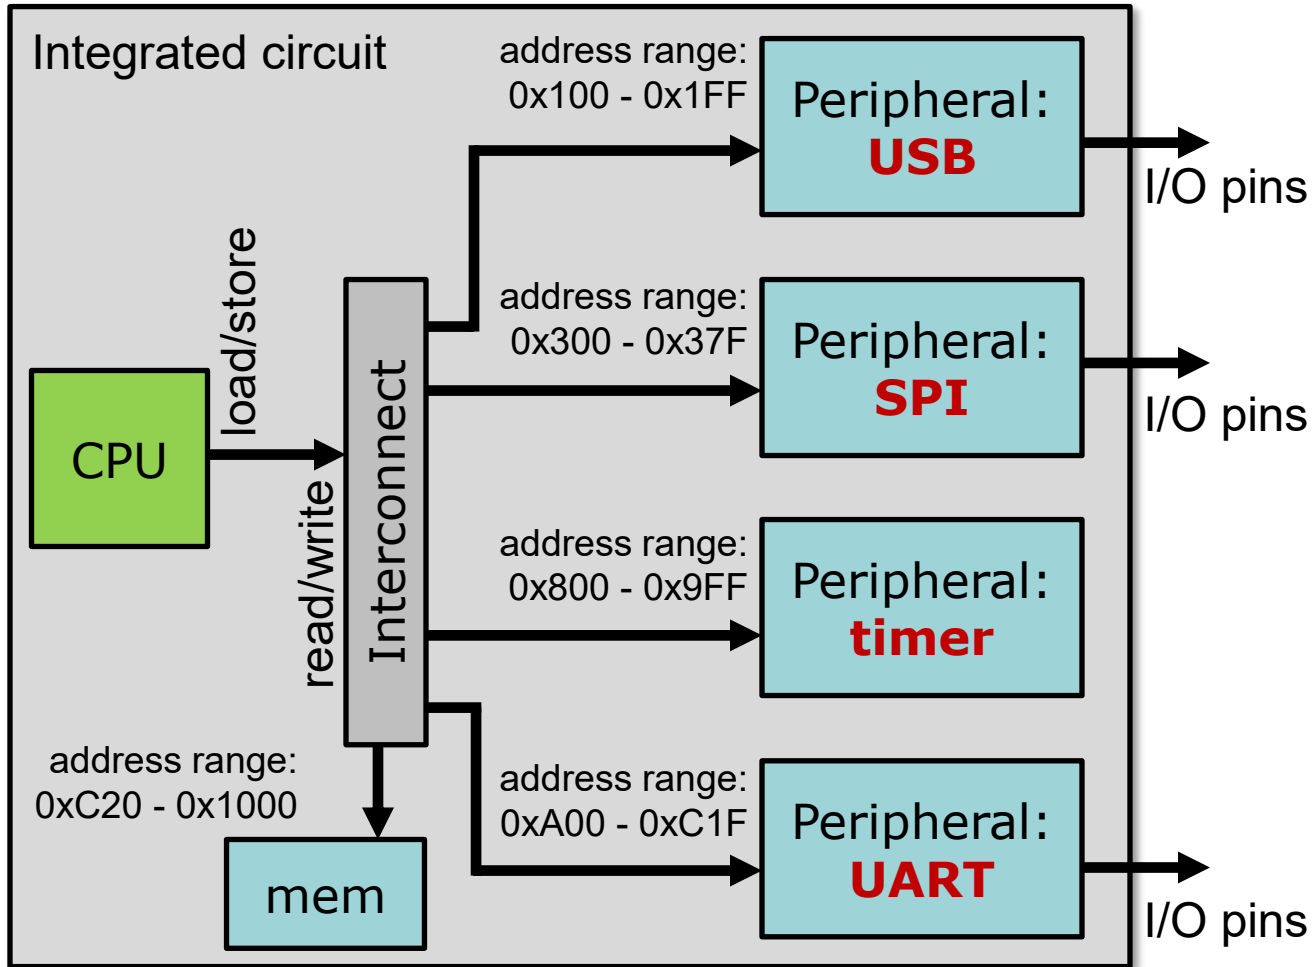 Integrated circuit
address range:
0x100 - 0x1FF
Peripheral:
USB
I/O pins
address range:
0x300 - 0x37F
Peripheral:
SPI
I/O pins
CPU
load/store
read/write
Interconnect
address range:
0x800 - 0x9FF
Peripheral:
timer
address range:
0xC20 - 0x1000
mem
address range:
0xA00 - 0xC1F
Peripheral:
UART
I/O pins